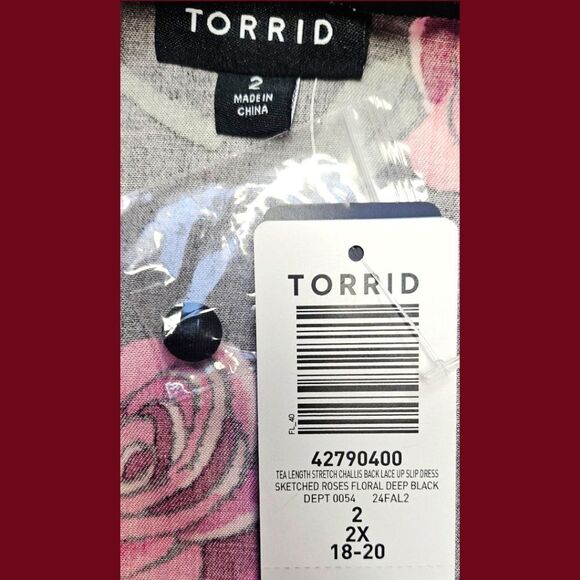 TORRID
2
MADE IN
CHINA
TORRID
FL_40
42790400
TEA LENGTH STRETCH CHALLIS BACK LACE UP SLIP DRESS
SKETCHED ROSES FLORAL DEEP BLACK
DEPT 0054 24FAL2
2
2X
18-20